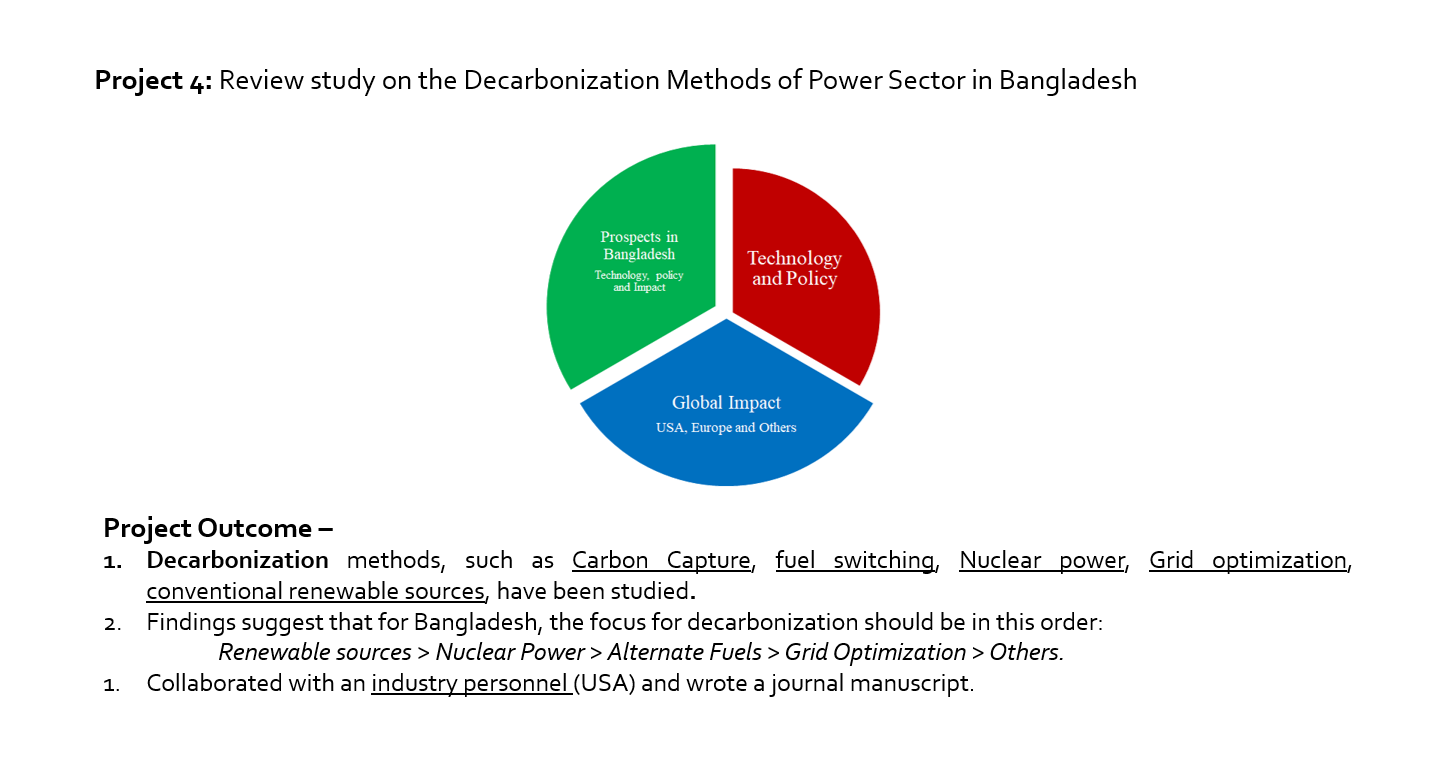 Project 4: Review study on the Decarbonization Methods of Power Sector in Bangladesh
Prospects in
Bangladesh
Technology, policy
and Impact
Technology
and Policy
Global Impact
USA, Europe and Others
Project Outcome –
1. Decarbonization methods, such as Carbon Capture, fuel switching, Nuclear power, Grid optimization,
conventional renewable sources, have been studied.
2. Findings suggest that for Bangladesh, the focus for decarbonization should be in this order:
Renewable sources > Nuclear Power > Alternate Fuels > Grid Optimization > Others.
1. Collaborated with an industry personnel (USA) and wrote a journal manuscript.